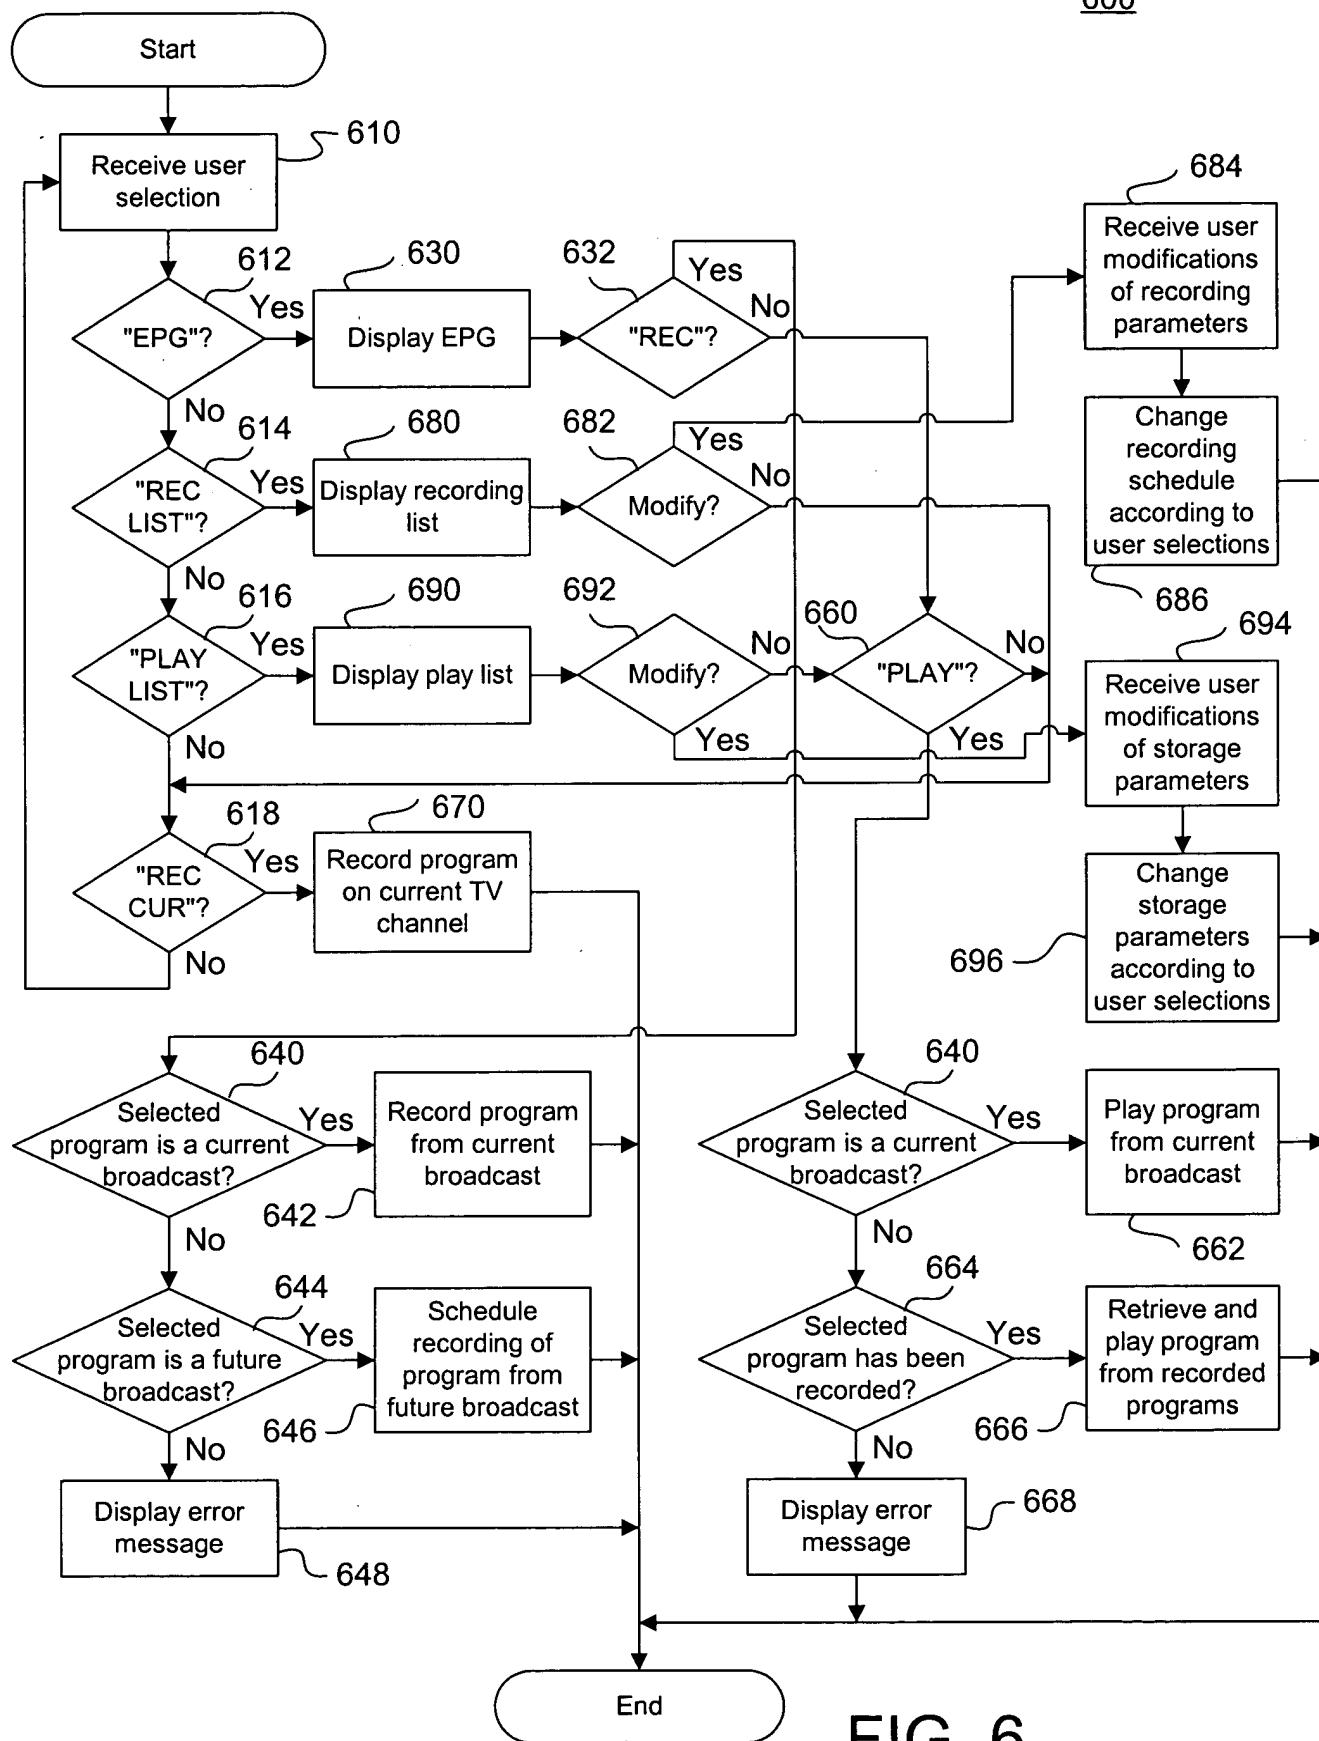 600
Start
610
Receive user
selection
684
Receive user
modifications
of recording
parameters
612
Yes
630
632
Yes
No
"EPG"?
Display EPG
"REC"?
No
614
Yes
680
682
Yes
No
"REC
LIST"?
Display recording
list
Modify?
Change
recording
schedule
according to
user selections
686
No
616
Yes
690
692
No
660
No
694
"PLAY
LIST"?
Display play list
Modify?
"PLAY"?
Receive user
modifications
of storage
parameters
No
Yes
Yes
618
Yes
670
"REC
CUR"?
Record program
on current TV
channel
Change
storage
parameters
according to
user selections
696
No
640
Selected
program is a current
broadcast?
Yes
Record program
from current
broadcast
642
640
Selected
program is a current
broadcast?
Yes
Play program
from current
broadcast
662
No
No
644
Selected
program is a future
broadcast?
Yes
Schedule
recording of
program from
future broadcast
646
664
Selected
program has been
recorded?
Yes
Retrieve and
play program
from recorded
programs
666
No
No
Display error
message
648
Display error
message
668
End
FIG. 6